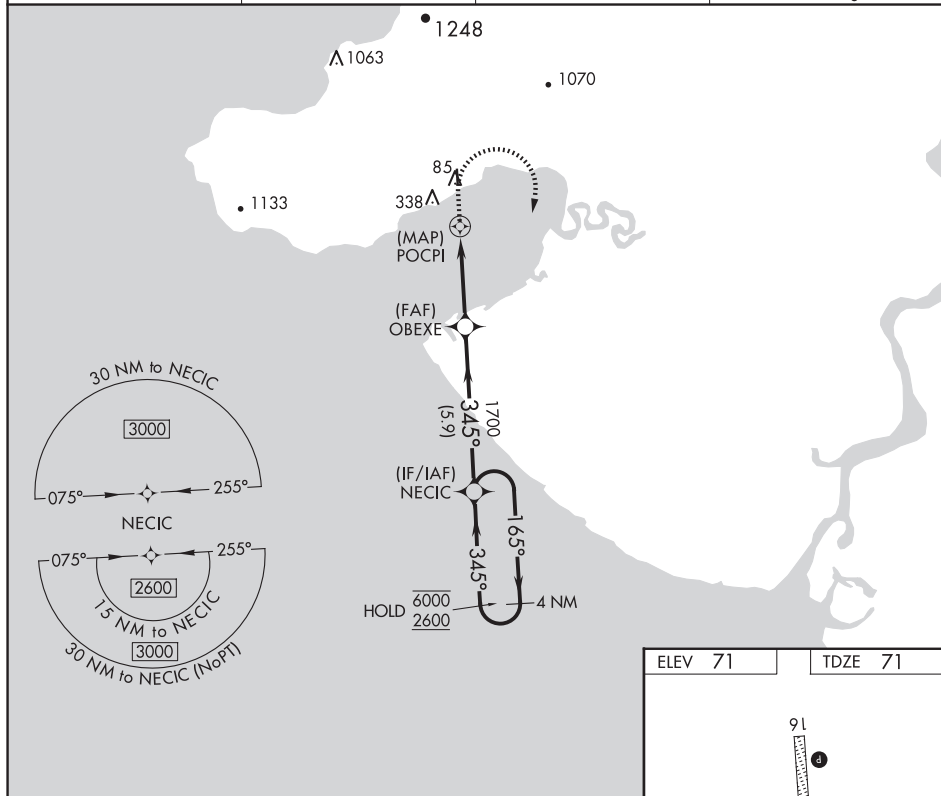 1248
1063
1070
85
338
1133
(MAP)
POCPI
(FAF)
OBEXE
30 NM to NECIC
3000
075°
255°
NECIC
075°
255°
2600
15 NM to NECIC
3000
30 NM to NECIC (NoPT)
1700
345°
(5.9)
(IF/IAF)
NECIC
165°
345°
HOLD
6000
2600
4 NM
ELEV 71
TDZE 71
16
P